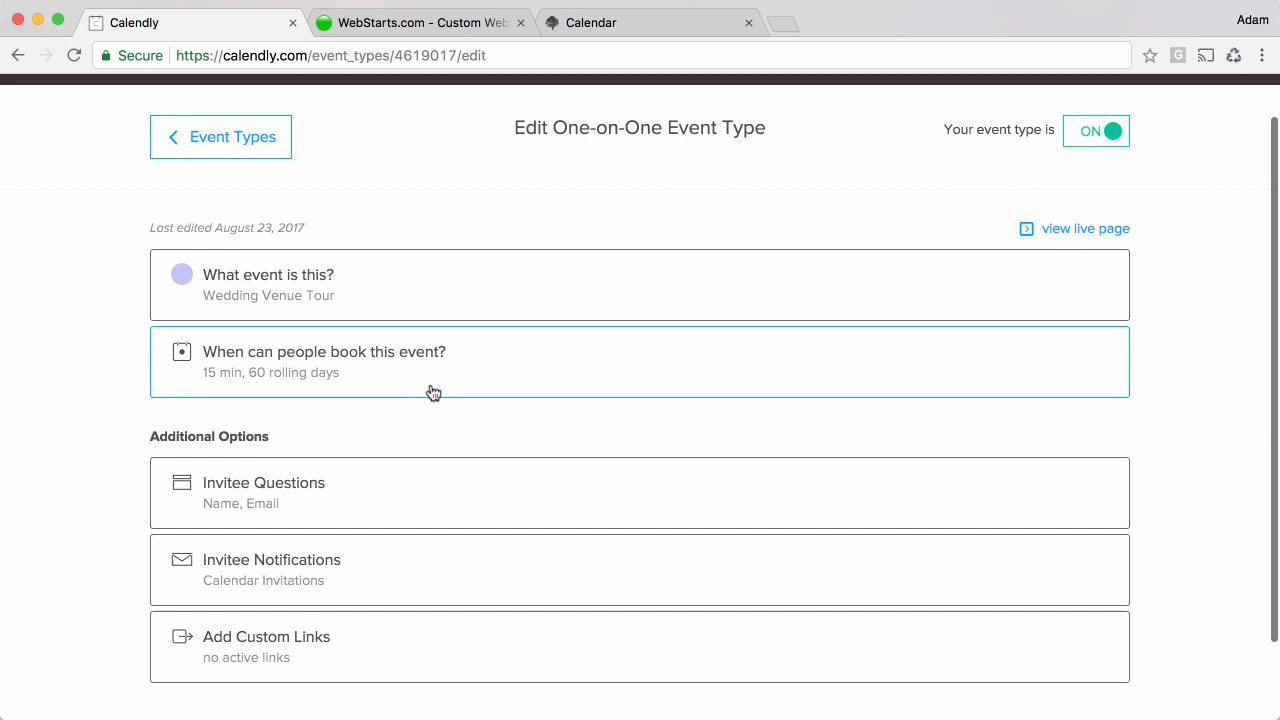 Calendly
WebStarts.com - Custom Web
Calendar
Adam
Secure
https://calendly.com/event_types/4619017/edit
G
Event Types
Edit One-on-One Event Type
Your event type is
ON
Last edited August 23, 2017
view live page
What event is this?
Wedding Venue Tour
When can people book this event?
15 min, 60 rolling days
Additional Options
Invitee Questions
Name, Email
Invitee Notifications
Calendar Invitations
Add Custom Links
no active links